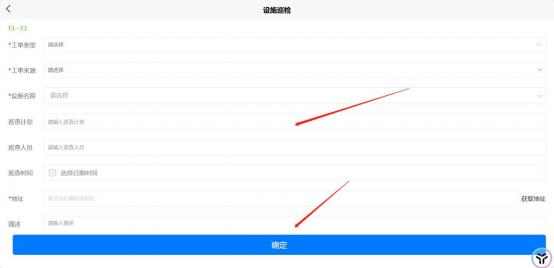 设施巡检
扫一扫
*工单类型 请选择
*工单来源 请选择
*设施名称 请选择
巡查计划 请输入巡查计划
巡查人员 请输入巡查人员
巡查时间 选择日期时间
*地址 获取地址
描述 请输入描述
确定